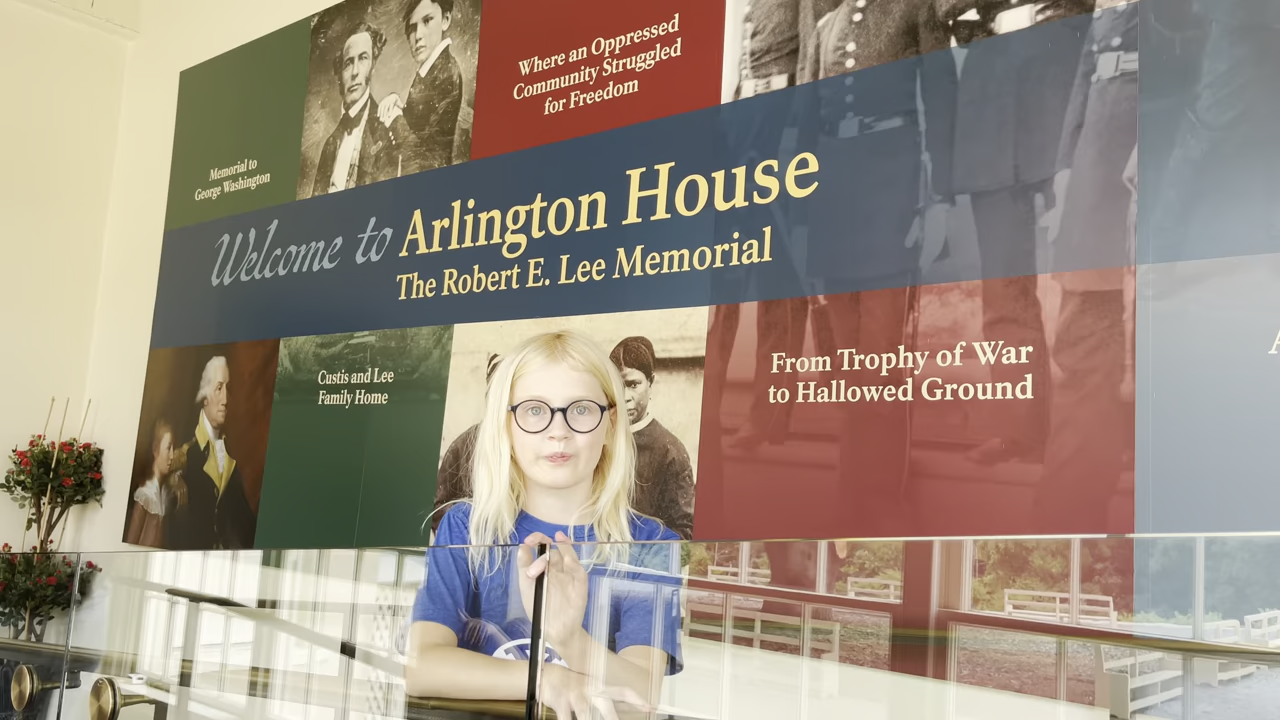 Where an Oppressed
Community Struggled
for Freedom
Memorial to
George Washington
Welcome to Arlington House
The Robert E. Lee Memorial
Custis and Lee
Family Home
From Trophy of War
to Hallowed Ground